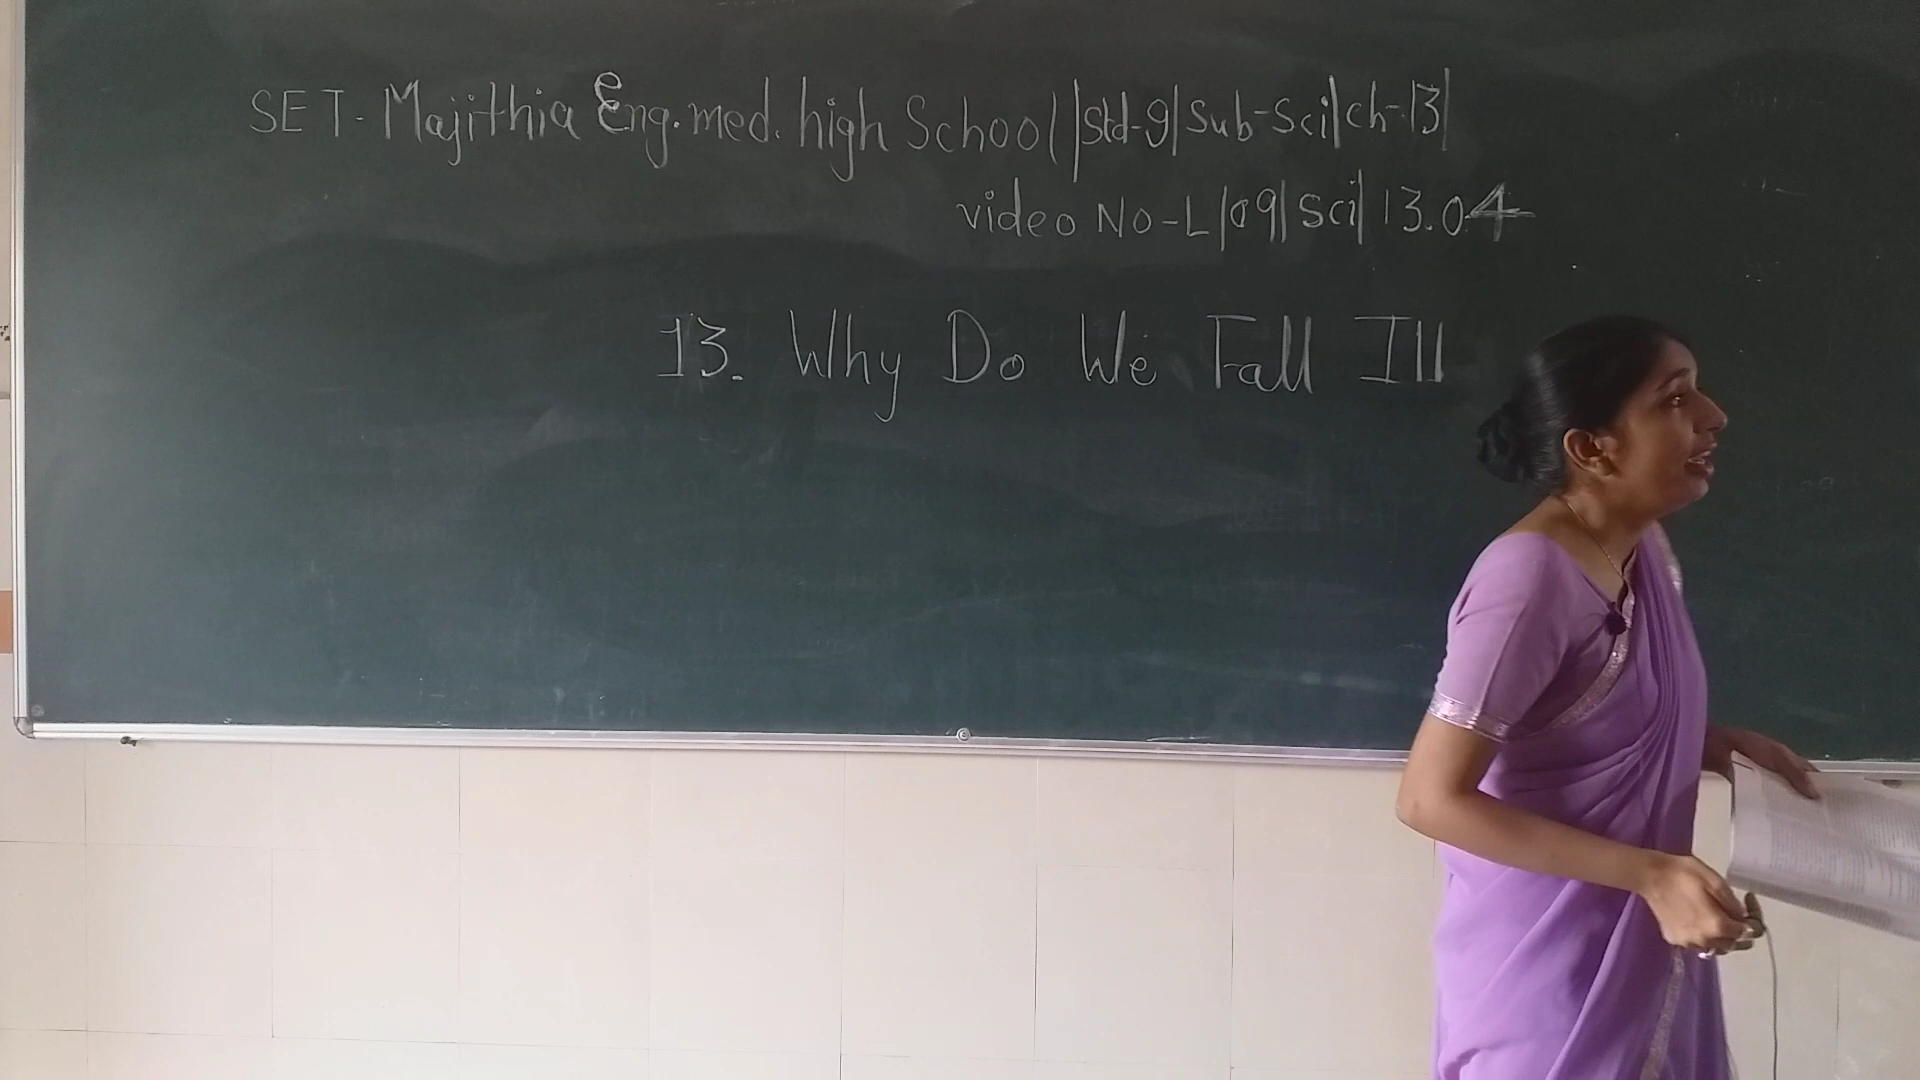 SET- Majithia Eng.med. high School||Std-9|Sub-Sci|ch-13|
video No-L|09|Sci|13.04
13. Why Do We Fall Ill